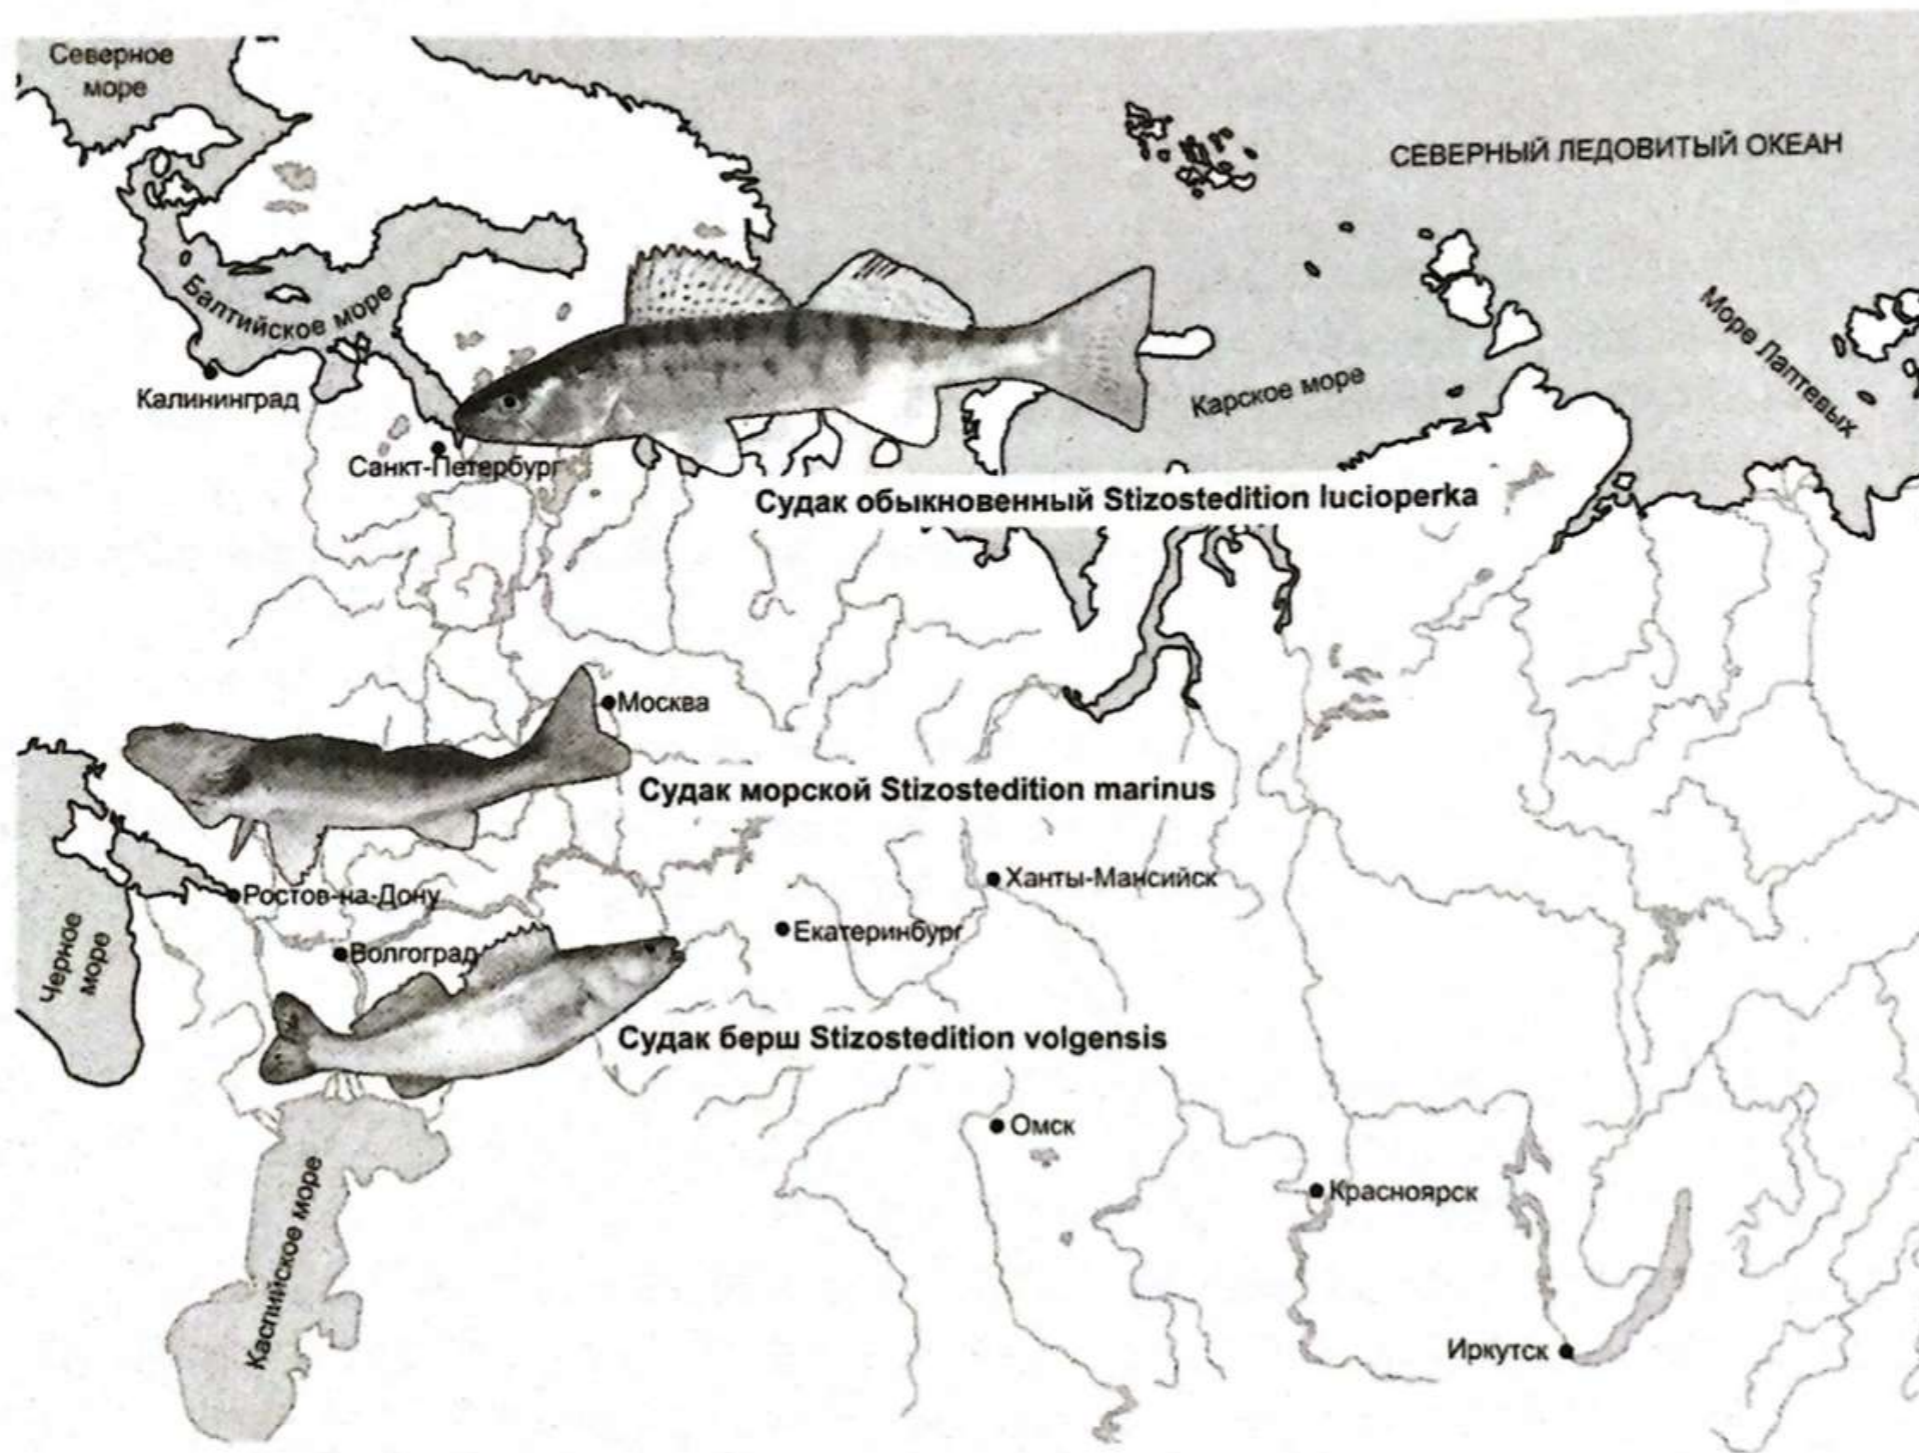 Северное
море
СЕВЕРНЫЙ ЛЕДОВИТЫЙ ОКЕАН
Балтийское море
Море Лаптевых
Карское море
Калининград
Санкт-Петербург
Судак обыкновенный Stizostedition lucioperka
Москва
Судак морской Stizostedition marinus
Ростов-на-Дону
Ханты-Мансийск
Екатеринбург
Черное
море
Волгоград
Судак берш Stizostedition volgensis
Омск
Красноярск
Каспийское море
Иркутск